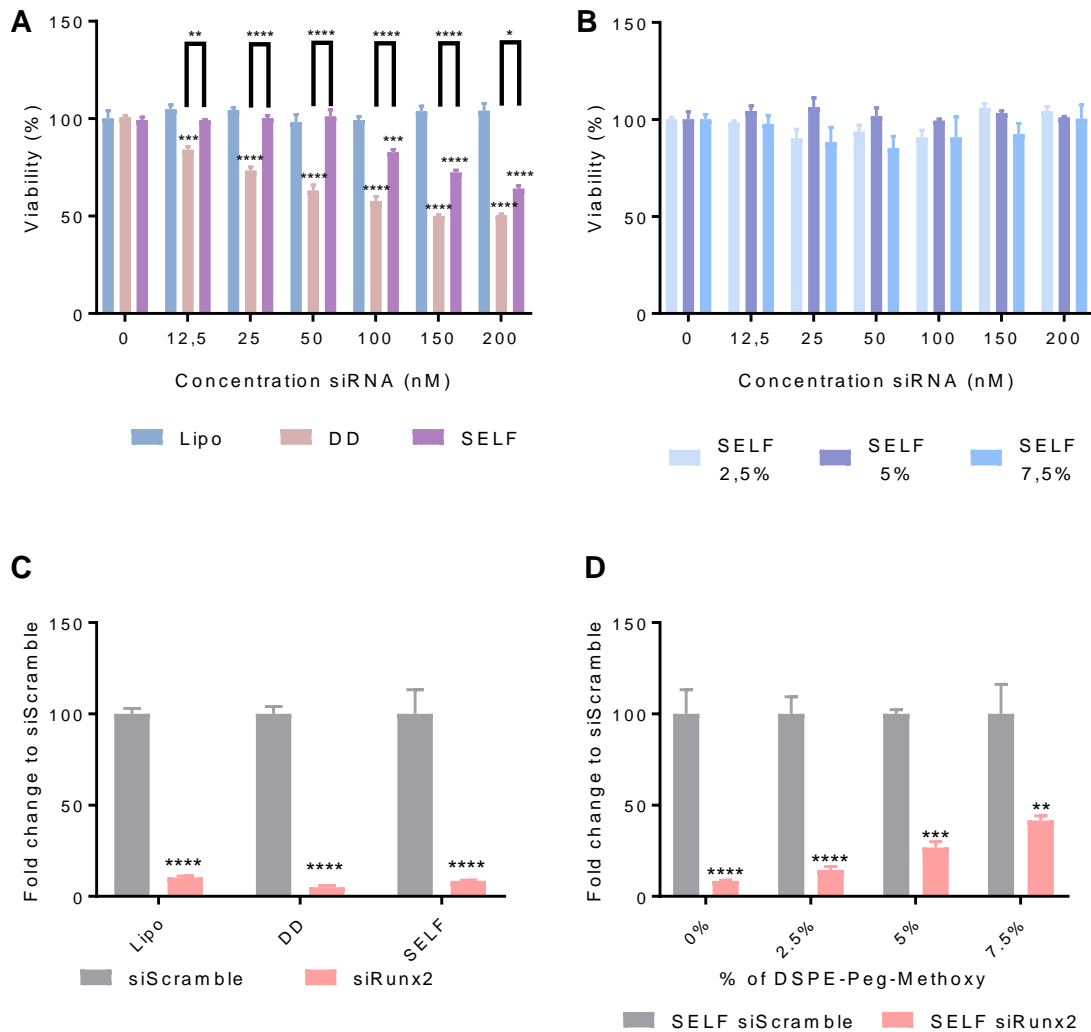 A
Viability (%)
150
100
50
0
** **** **** **** **** *
*** **** **** **** **** ****
*** **** ****
0 12,5 25 50 100 150 200
Concentration siRNA (nM)
Lipo DD SELF
B
Viability (%)
150
100
50
0
0 12,5 25 50 100 150 200
Concentration siRNA (nM)
SELF 2,5%
SELF 5%
SELF 7,5%
C
Fold change to siScramble
150
100
50
0
**** **** ****
Lipo DD SELF
siScramble siRunx2
D
Fold change to siScramble
150
100
50
0
**** **** *** **
0% 2.5% 5% 7.5%
% of DSPE-Peg-Methoxy
SELF siScramble SELF siRunx2